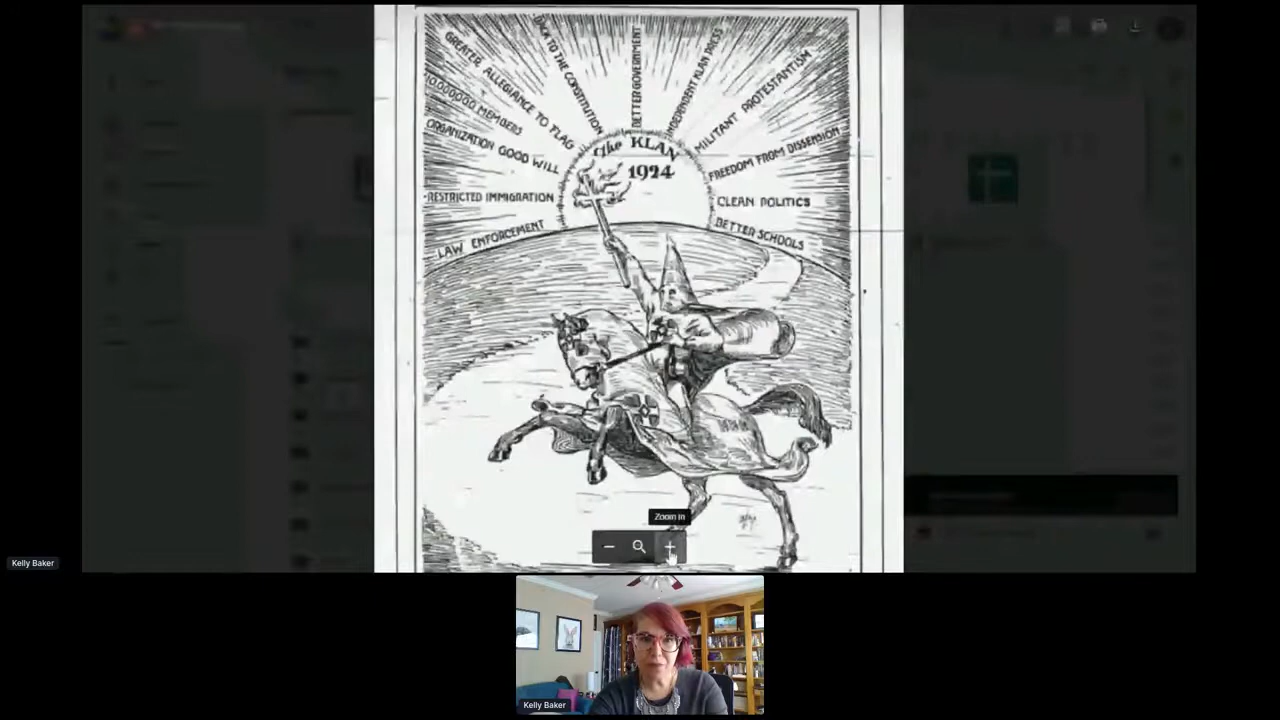 LAW ENFORCEMENT
RESTRICTED IMMIGRATION
ORGANIZATION GOOD WILL
10,000,000 MEMBERS
GREATER ALLEGIANCE TO FLAG
BACK TO THE CONSTITUTION
BETTER GOVERNMENT
INDEPENDENT KLAN PRESS
MILITANT PROTESTANTISM
FREEDOM FROM DISSENSION
CLEAN POLITICS
BETTER SCHOOLS
The KLAN
1924
Zoom in
Kelly Baker
Kelly Baker